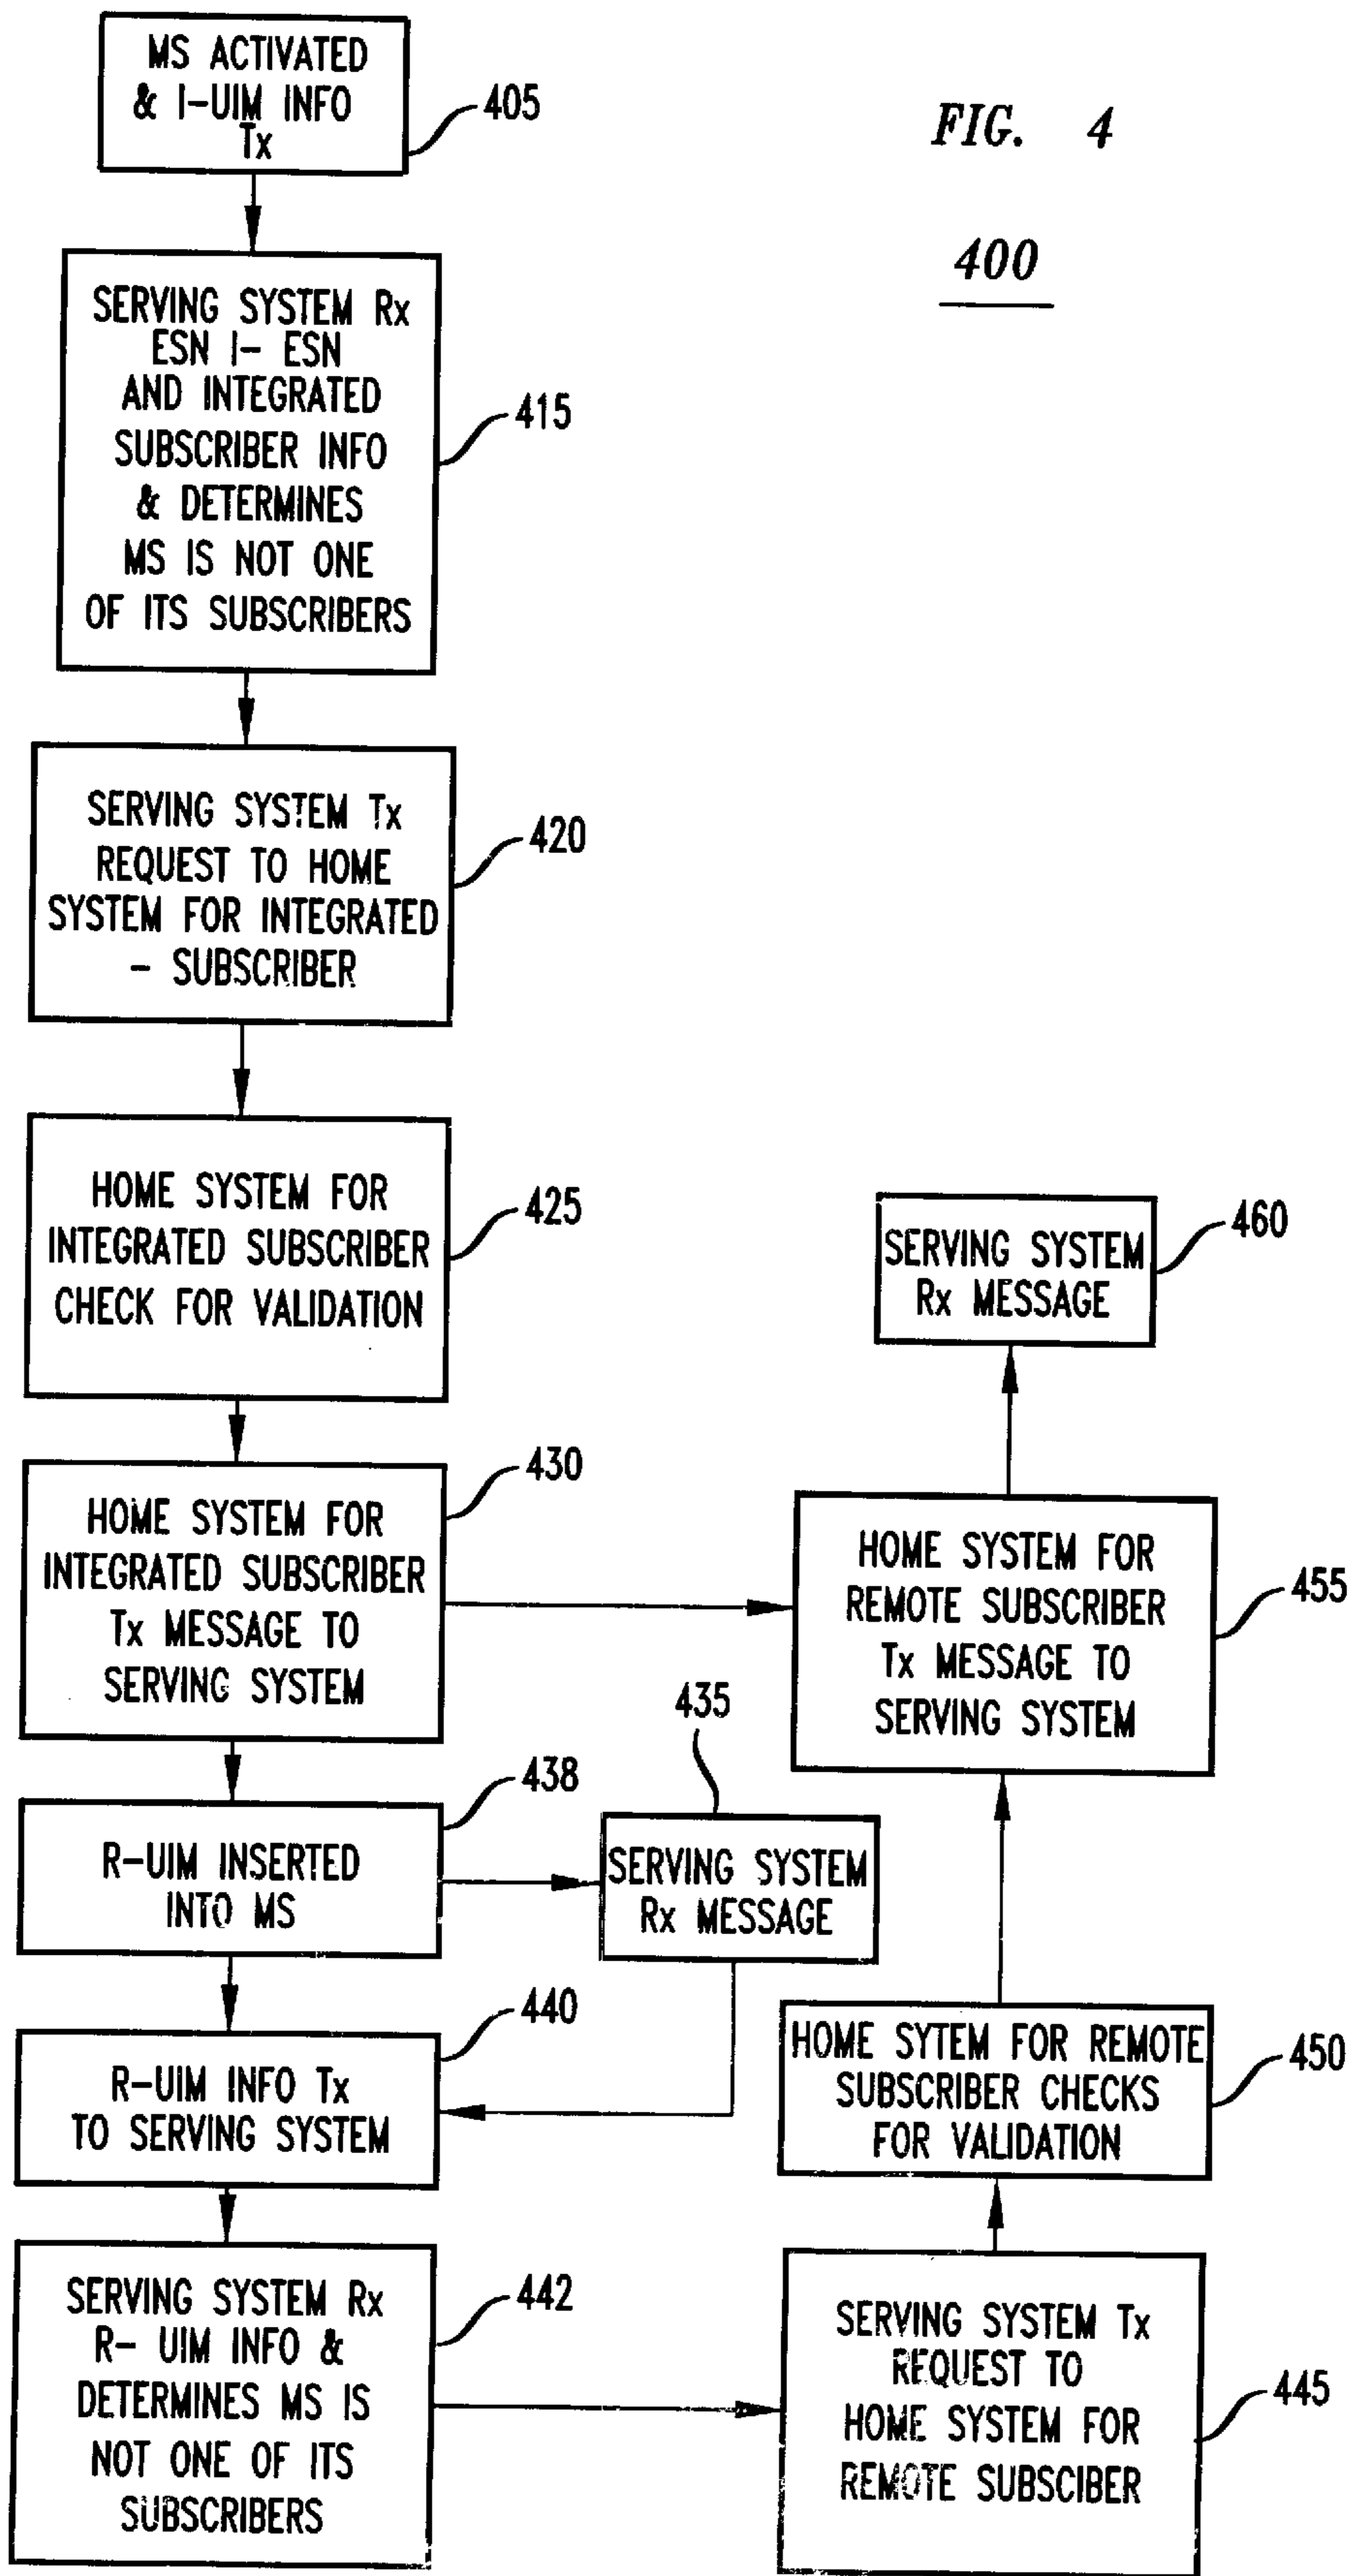 FIG. 4
400
MS ACTIVATED
& I-UIM INFO
Tx
405
SERVING SYSTEM Rx
ESN I- ESN
AND INTEGRATED
SUBSCRIBER INFO
& DETERMINES
MS IS NOT ONE
OF ITS SUBSCRIBERS
415
SERVING SYSTEM Tx
REQUEST TO HOME
SYSTEM FOR INTEGRATED
- SUBSCRIBER
420
HOME SYSTEM FOR
INTEGRATED SUBSCRIBER
CHECK FOR VALIDATION
425
HOME SYSTEM FOR
INTEGRATED SUBSCRIBER
Tx MESSAGE TO
SERVING SYSTEM
430
R-UIM INSERTED
INTO MS
438
SERVING SYSTEM
Rx MESSAGE
435
R-UIM INFO Tx
TO SERVING SYSTEM
440
SERVING SYSTEM Rx
R- UIM INFO &
DETERMINES MS IS
NOT ONE OF ITS
SUBSCRIBERS
442
SERVING SYSTEM Tx
REQUEST TO
HOME SYSTEM FOR
REMOTE SUBSCIBER
445
HOME SYTEM FOR REMOTE
SUBSCRIBER CHECKS
FOR VALIDATION
450
HOME SYSTEM FOR
REMOTE SUBSCRIBER
Tx MESSAGE TO
SERVING SYSTEM
455
SERVING SYSTEM
Rx MESSAGE
460